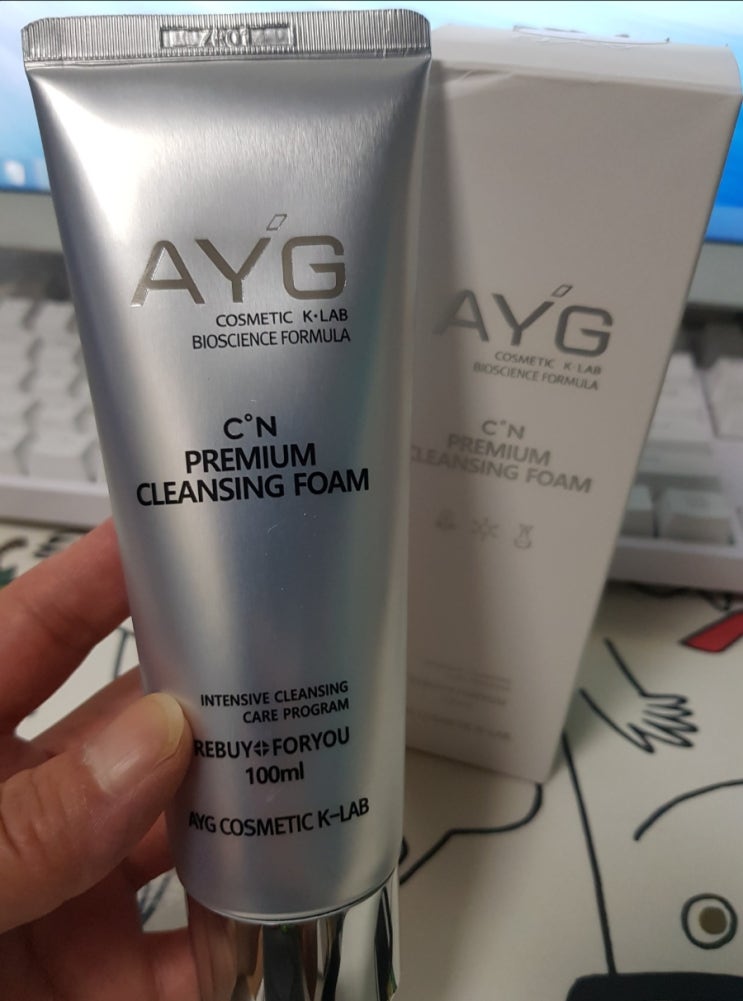 AYG
COSMETIC K·LAB
BIOSCIENCE FORMULA
C°N
PREMIUM
CLEANSING FOAM
INTENSIVE CLEANSING
CARE PROGRAM
REBUY FORYOU
100ml
AYG COSMETIC K-LAB
AYG
COSMETIC K·LAB
BIOSCIENCE FORMULA
C°N
PREMIUM
CLEANSING FOAM